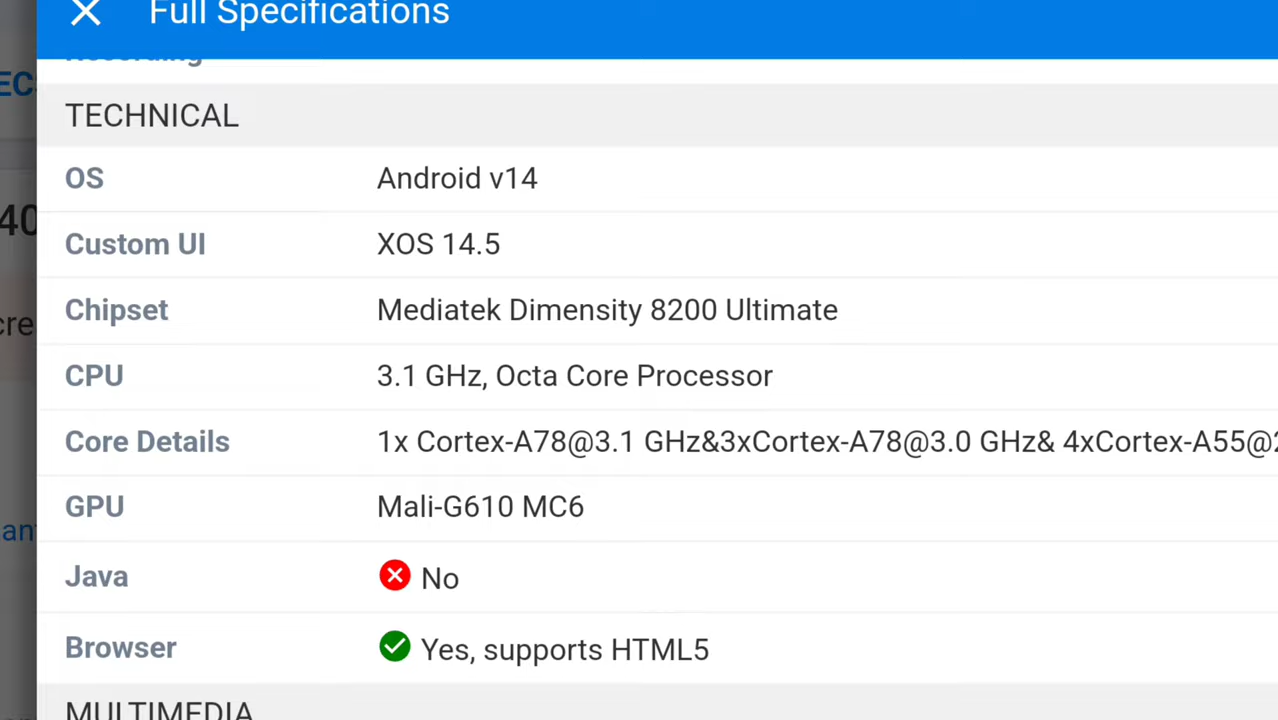 Full Specifications
Recording
TECHNICAL
OS Android v14
Custom UI XOS 14.5
Chipset Mediatek Dimensity 8200 Ultimate
CPU 3.1 GHz, Octa Core Processor
Core Details 1x Cortex-A78@3.1 GHz&3xCortex-A78@3.0 GHz& 4xCortex-A55@2
GPU Mali-G610 MC6
Java No
Browser Yes, supports HTML5
MULTIMEDIA